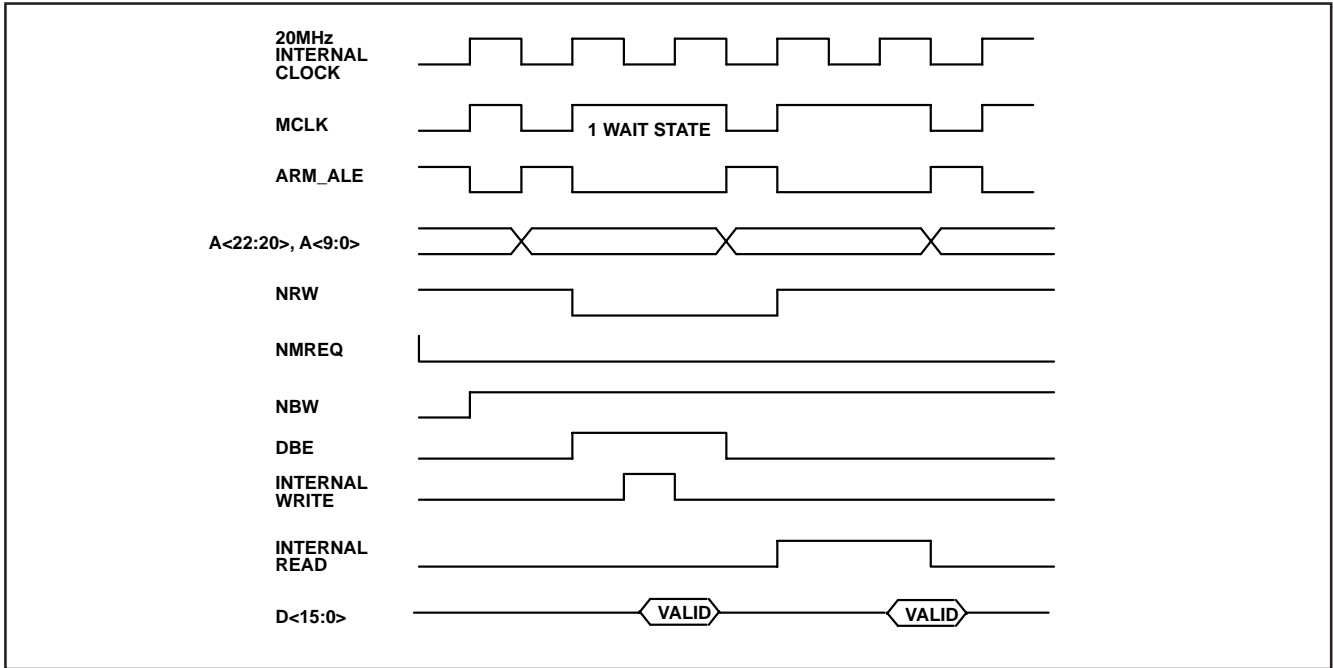 20MHz
INTERNAL
CLOCK
MCLK
1 WAIT STATE
ARM_ALE
A<22:20>, A<9:0>
NRW
NMREQ
NBW
DBE
INTERNAL
WRITE
INTERNAL
READ
D<15:0>
VALID
VALID